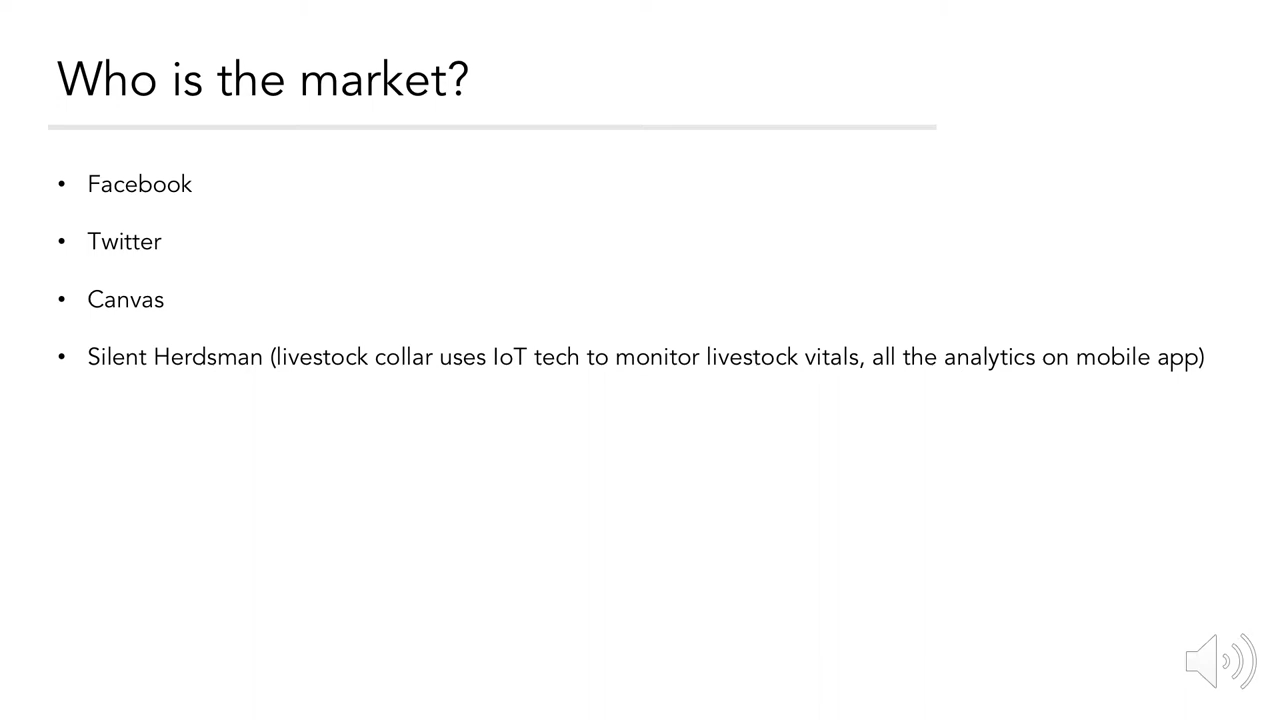 Who is the market?
• Facebook
• Twitter
• Canvas
• Silent Herdsman (livestock collar uses IoT tech to monitor livestock vitals, all the analytics on mobile app)